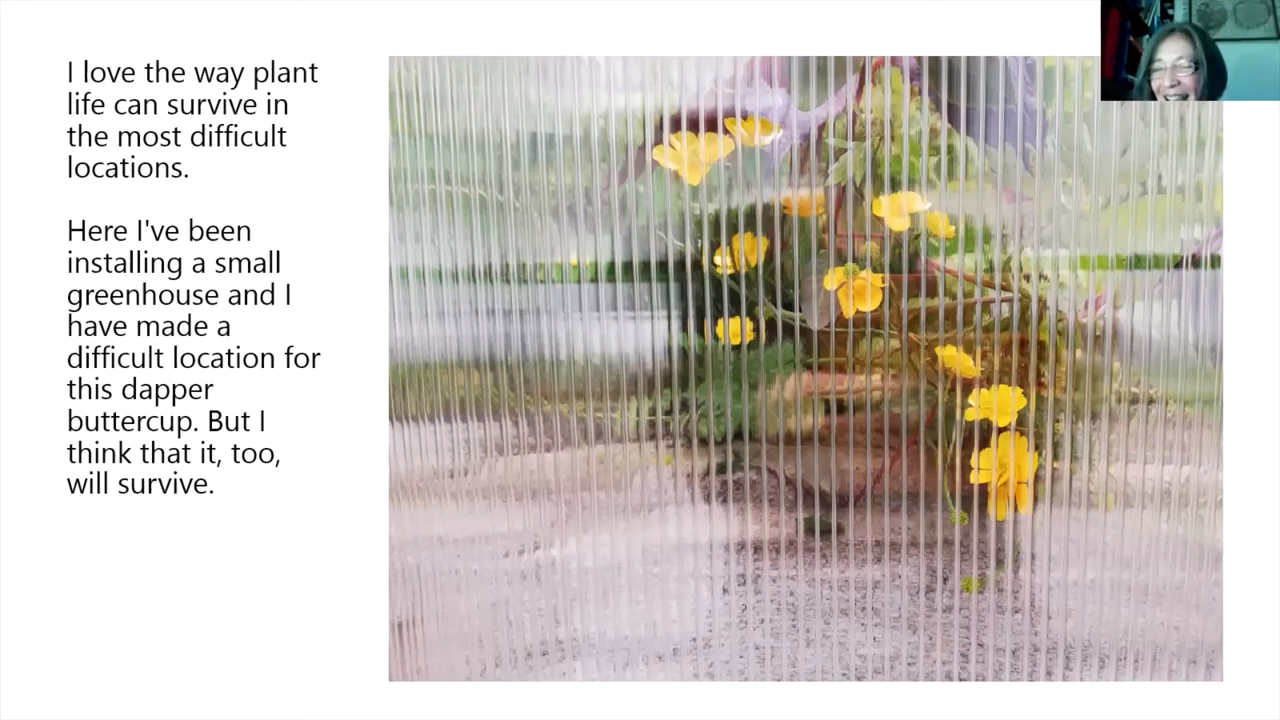 I love the way plant
life can survive in
the most difficult
locations.
Here I've been
installing a small
greenhouse and I
have made a
difficult location for
this dapper
buttercup. But I
think that it, too,
will survive.